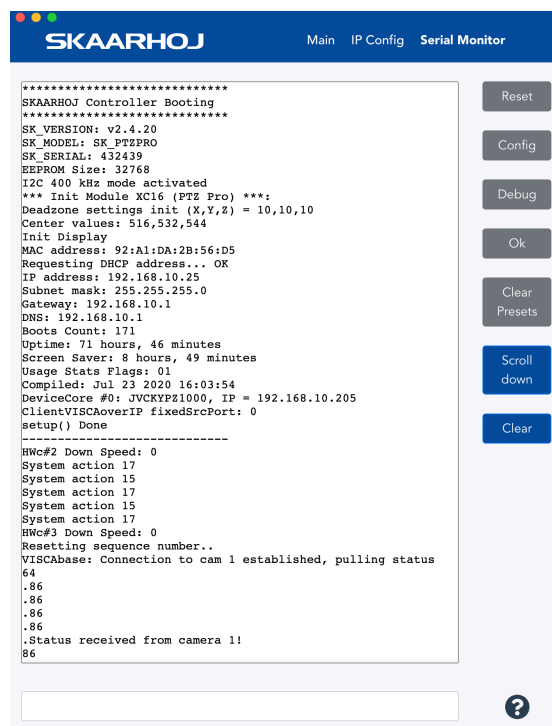 SKAARHOJ
Main IP Config Serial Monitor
*****************************
SKAARHOJ Controller Booting
*****************************
SK_VERSION: v2.4.20
SK_MODEL: SK_PTZPRO
SK_SERIAL: 432439
EEPROM Size: 32768
I2C 400 kHz mode activated
*** Init Module XC16 (PTZ Pro) ***:
Deadzone settings init (X,Y,Z) = 10,10,10
Center values: 516,532,544
Init Display
MAC address: 92:A1:DA:2B:56:D5
Requesting DHCP address... OK
IP address: 192.168.10.25
Subnet mask: 255.255.255.0
Gateway: 192.168.10.1
DNS: 192.168.10.1
Boots Count: 171
Uptime: 71 hours, 46 minutes
Screen Saver: 8 hours, 49 minutes
Usage Stats Flags: 01
Compiled: Jul 23 2020 16:03:54
DeviceCore #0: JVCKYPZ1000, IP = 192.168.10.205
ClientVISCAoverIP fixedSrcPort: 0
setup() Done
-----------------------------
HWc#2 Down Speed: 0
System action 17
System action 15
System action 17
System action 15
System action 17
HWc#3 Down Speed: 0
Resetting sequence number..
VISCAbase: Connection to cam 1 established, pulling status
64
.86
.86
.86
.86
.Status received from camera 1!
86
Reset
Config
Debug
Ok
Clear
Presets
Scroll
down
Clear
?